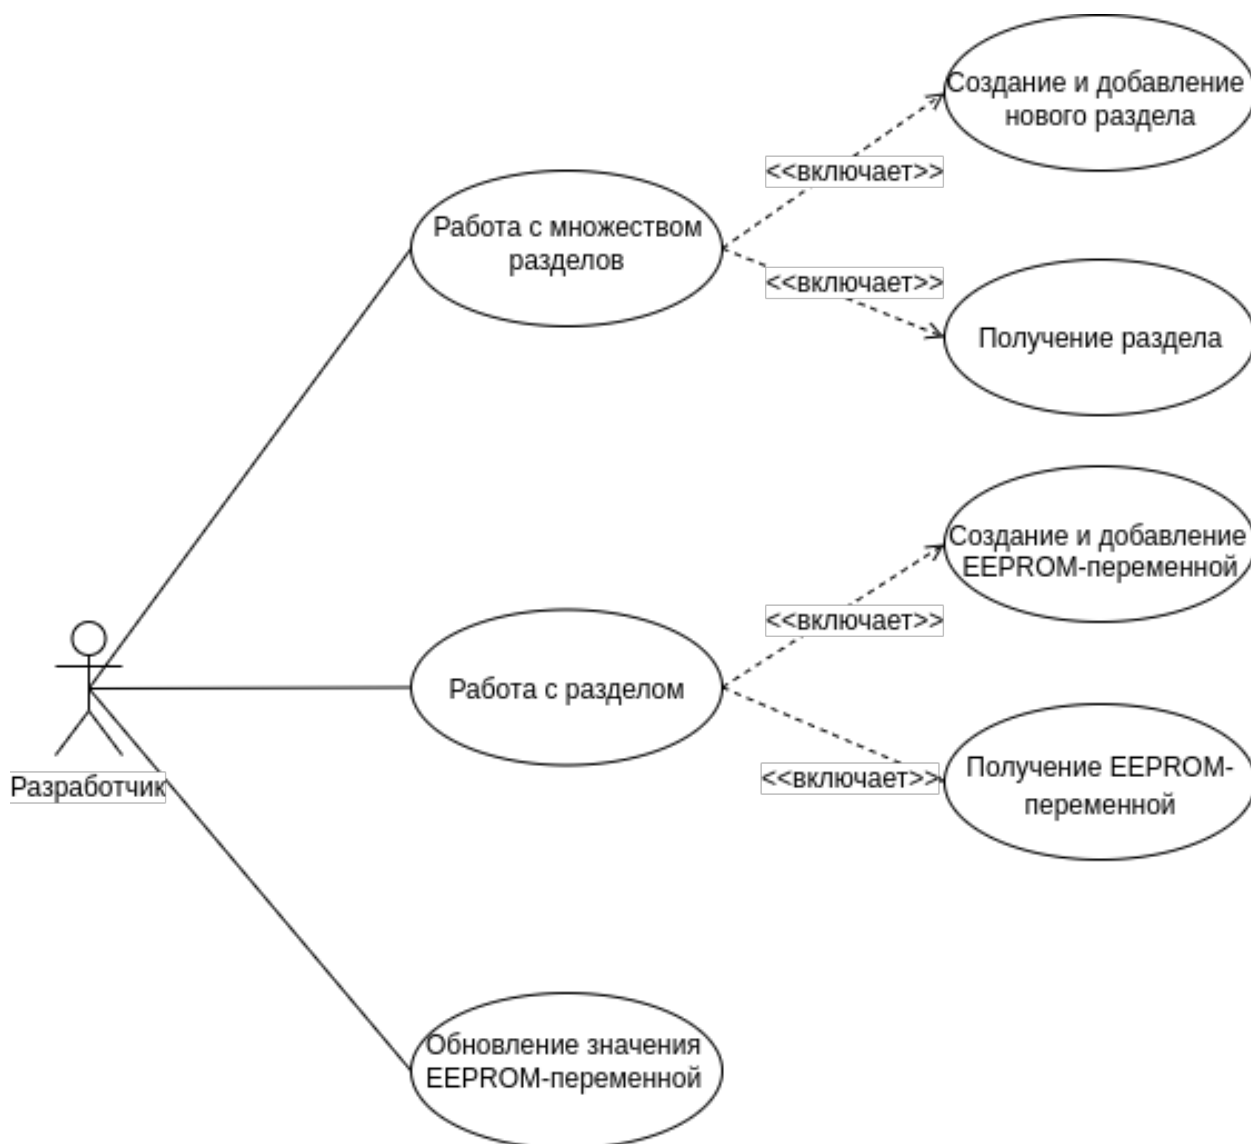 Создание и добавление
нового раздела
<<включает>>
Работа с множеством
разделов
<<включает>>
Получение раздела
Создание и добавление
EEPROM-переменной
<<включает>>
Работа с разделом
Получение EEPROM-
переменной
<<включает>>
Разработчик
Обновление значения
EEPROM-переменной